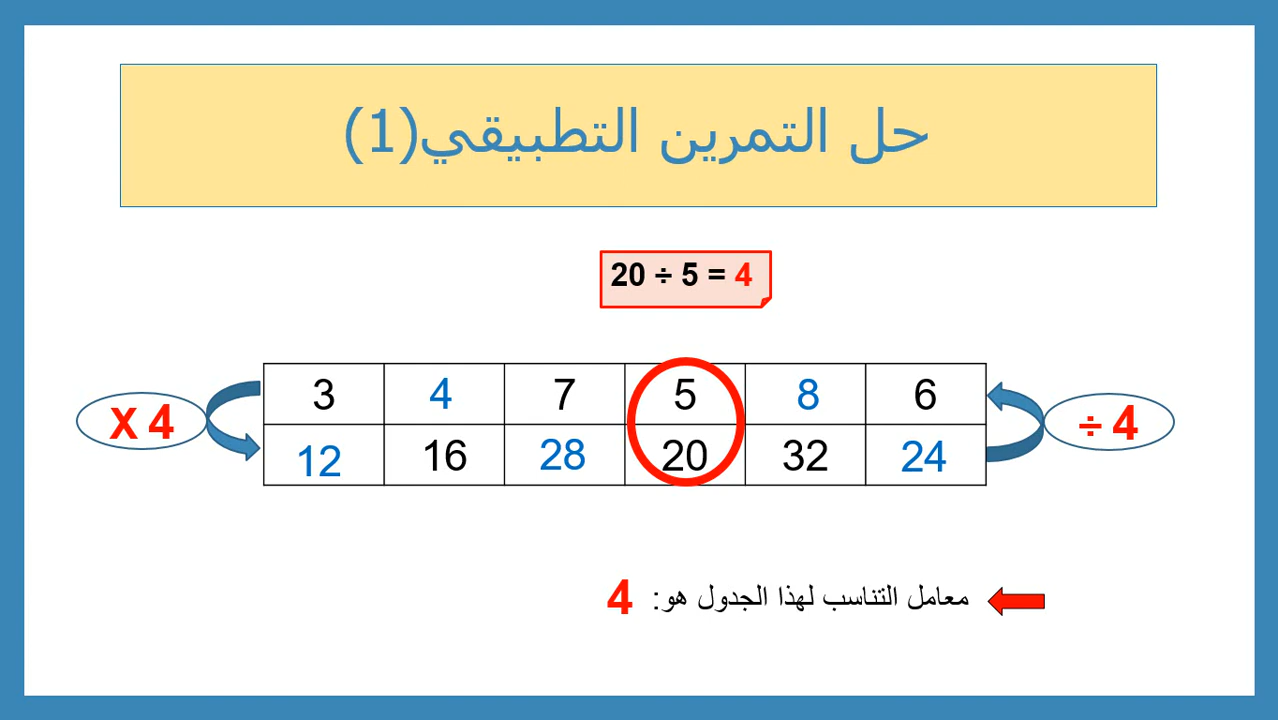 حل التمرين التطبيقي(1)
20 ÷ 5 = 4
3 4 7 5 8 6
X 4
÷ 4
12 16 28 20 32 24
معامل التناسب لهذا الجدول هو: 4